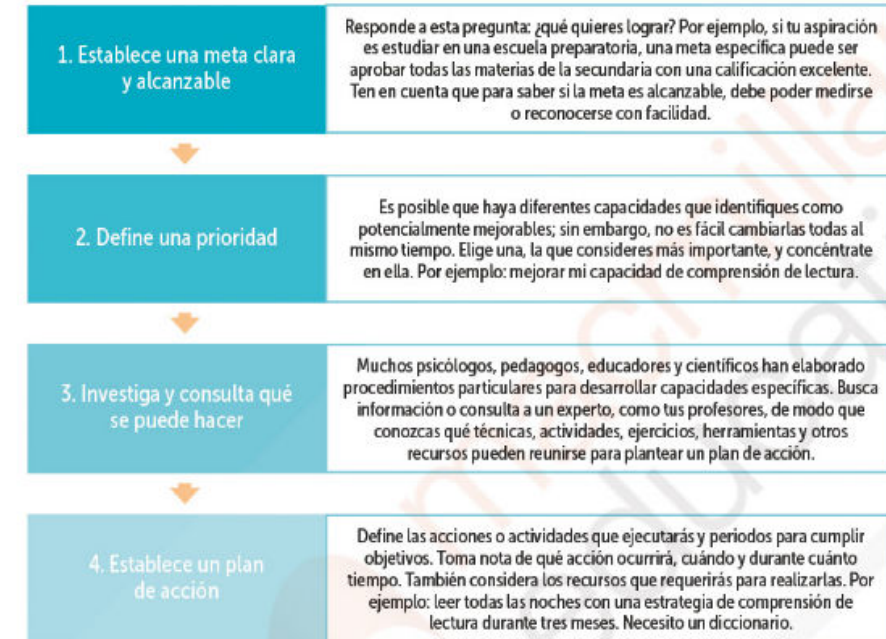 1. Establece una meta clara
y alcanzable
Responde a esta pregunta: ¿qué quieres lograr? Por ejemplo, si tu aspiración
es estudiar en una escuela preparatoria, una meta específica puede ser
aprobar todas las materias de la secundaria con una calificación excelente.
Ten en cuenta que para saber si la meta es alcanzable, debe poder medirse
o reconocerse con facilidad.
2. Define una prioridad
Es posible que haya diferentes capacidades que identifiques como
potencialmente mejorables; sin embargo, no es fácil cambiarlas todas al
mismo tiempo. Elige una, la que consideres más importante, y concéntrate
en ella. Por ejemplo: mejorar mi capacidad de comprensión de lectura.
3. Investiga y consulta qué
se puede hacer
Muchos psicólogos, pedagogos, educadores y científicos han elaborado
procedimientos particulares para desarrollar capacidades específicas. Busca
información o consulta a un experto, como tus profesores, de modo que
conozcas qué técnicas, actividades, ejercicios, herramientas y otros
recursos pueden reunirse para plantear un plan de acción.
4. Establece un plan
de acción
Define las acciones o actividades que ejecutarás y periodos para cumplir
objetivos. Toma nota de qué acción ocurrirá, cuándo y durante cuánto
tiempo. También considera los recursos que requerirás para realizarlas. Por
ejemplo: leer todas las noches con una estrategia de comprensión de
lectura durante tres meses. Necesito un diccionario.